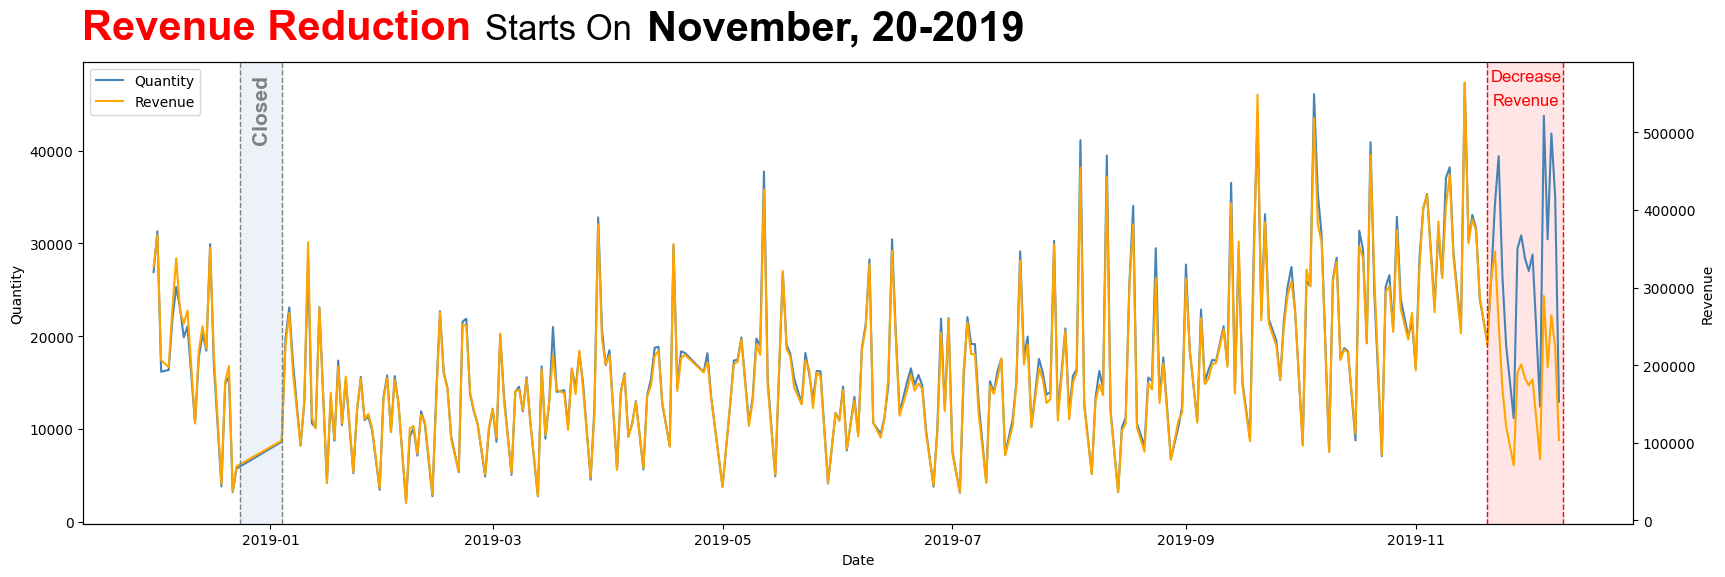 Revenue Reduction Starts On November, 20-2019
Quantity
Revenue
Closed
Decrease
Revenue
40000
30000
20000
10000
0
Quantity
500000
400000
300000
200000
100000
0
Revenue
2019-01 2019-03 2019-05 2019-07 2019-09 2019-11
Date